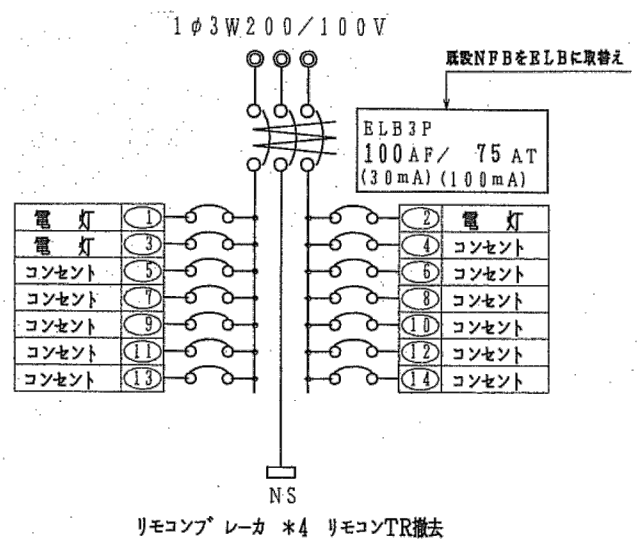 1φ3W200/100V
既設NFBをELBに取替え
ELB3P
100AF/ 75AT
(30mA)(100mA)
電 灯 1 2 電 灯
電 灯 3 4 コンセント
コンセント 5 6 コンセント
コンセント 7 8 コンセント
コンセント 9 10 コンセント
コンセント 11 12 コンセント
コンセント 13 14 コンセント
NS
リモコンブレーカ *4 リモコンTR撤去